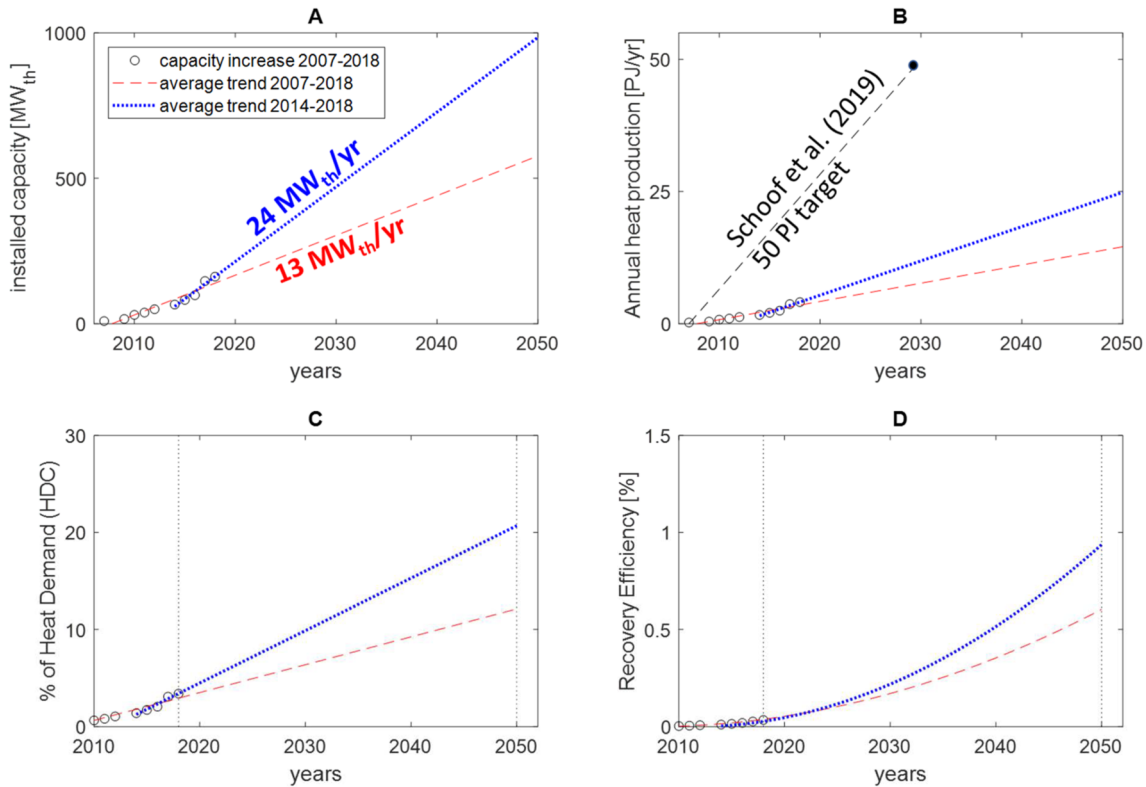 A
1000
500
0
2010
2020
2030
2040
2050
installed capacity [MWth]
years
capacity increase 2007-2018
average trend 2007-2018
average trend 2014-2018
24 MWth/yr
13 MWth/yr
B
50
25
0
2010
2020
2030
2040
2050
Annual heat production [PJ/yr]
years
Schoof et al. (2019)
50 PJ target
C
30
20
10
0
2010
2020
2030
2040
2050
% of Heat Demand (HDC)
years
D
1.5
1
0.5
0
2010
2020
2030
2040
2050
Recovery Efficiency [%]
years